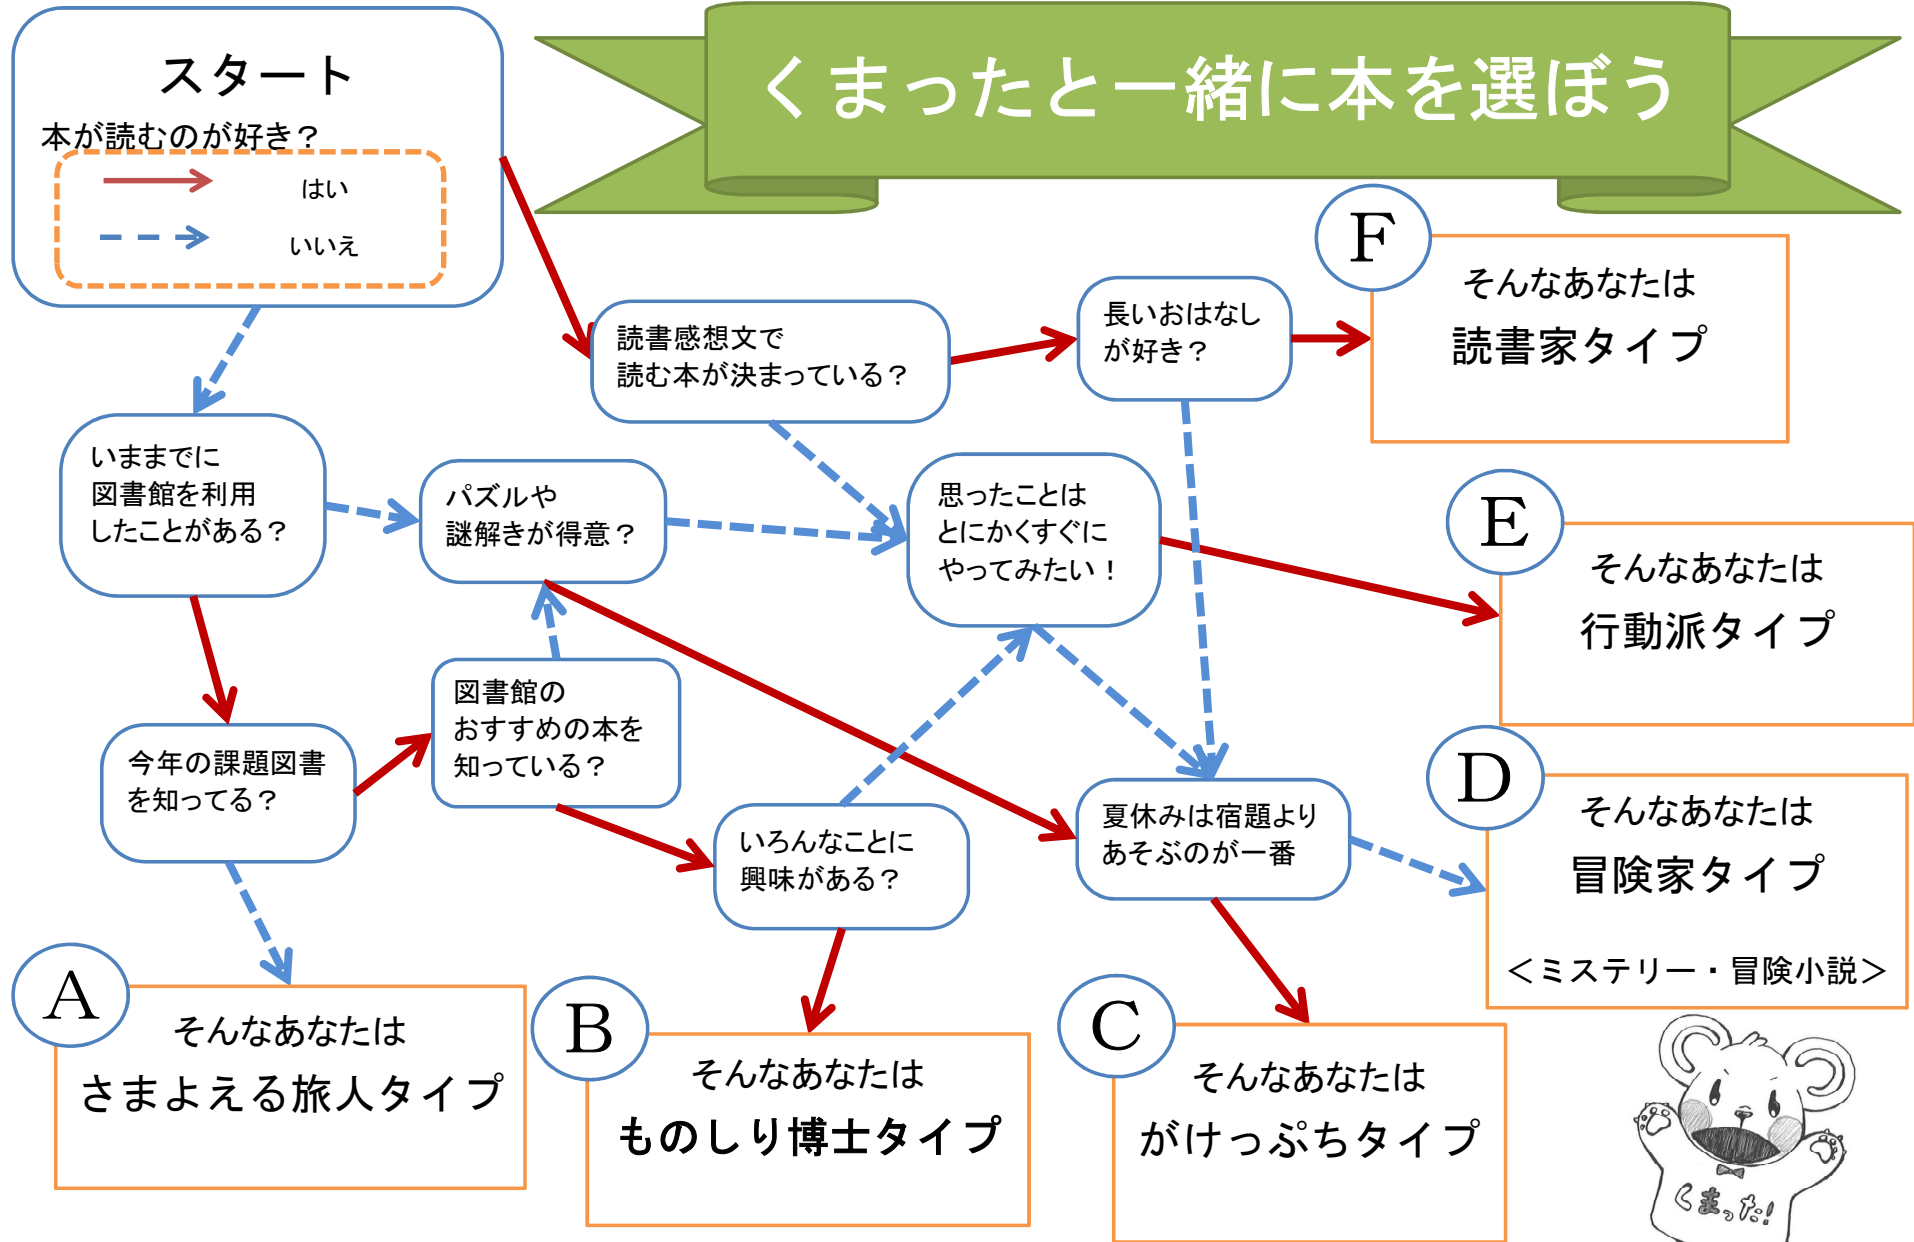 くまったと一緒に本を選ぼう
スタート
本が読むのが好き？
はい
いいえ
読書感想文で
読む本が決まっている？
長いおはなし
が好き？
F
そんなあなたは
読書家タイプ
いままでに
図書館を利用
したことがある？
パズルや
謎解きが得意？
思ったことは
とにかくすぐに
やってみたい！
E
そんなあなたは
行動派タイプ
今年の課題図書
を知ってる？
図書館の
おすすめの本を
知っている？
いろんなことに
興味がある？
夏休みは宿題より
あそぶのが一番
D
そんなあなたは
冒険家タイプ
＜ミステリー・冒険小説＞
A
そんなあなたは
さまよえる旅人タイプ
B
そんなあなたは
ものしり博士タイプ
C
そんなあなたは
がけっぷちタイプ
くまった!